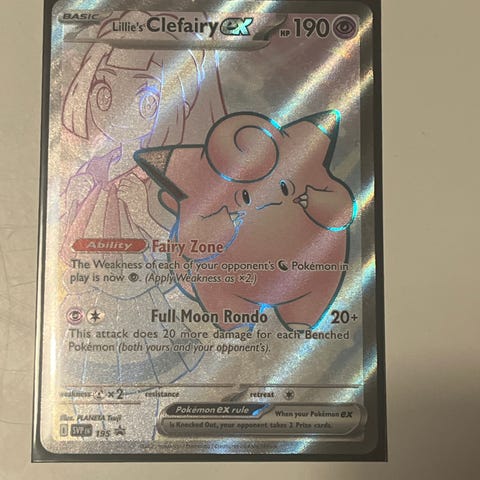 BASIC
Lillie's Clefairy ex HP 190
Ability Fairy Zone
The Weakness of each of your opponent's Pokémon in
play is now . (Apply Weakness as ×2.)
Full Moon Rondo 20+
This attack does 20 more damage for each Benched
Pokémon (both yours and your opponent's).
weakness ×2 resistance retreat
Pokémon ex rule When your Pokémon ex
is Knocked Out, your opponent takes 2 Prize cards.
Illus. PLANETA Tsuji
SVP EN 195